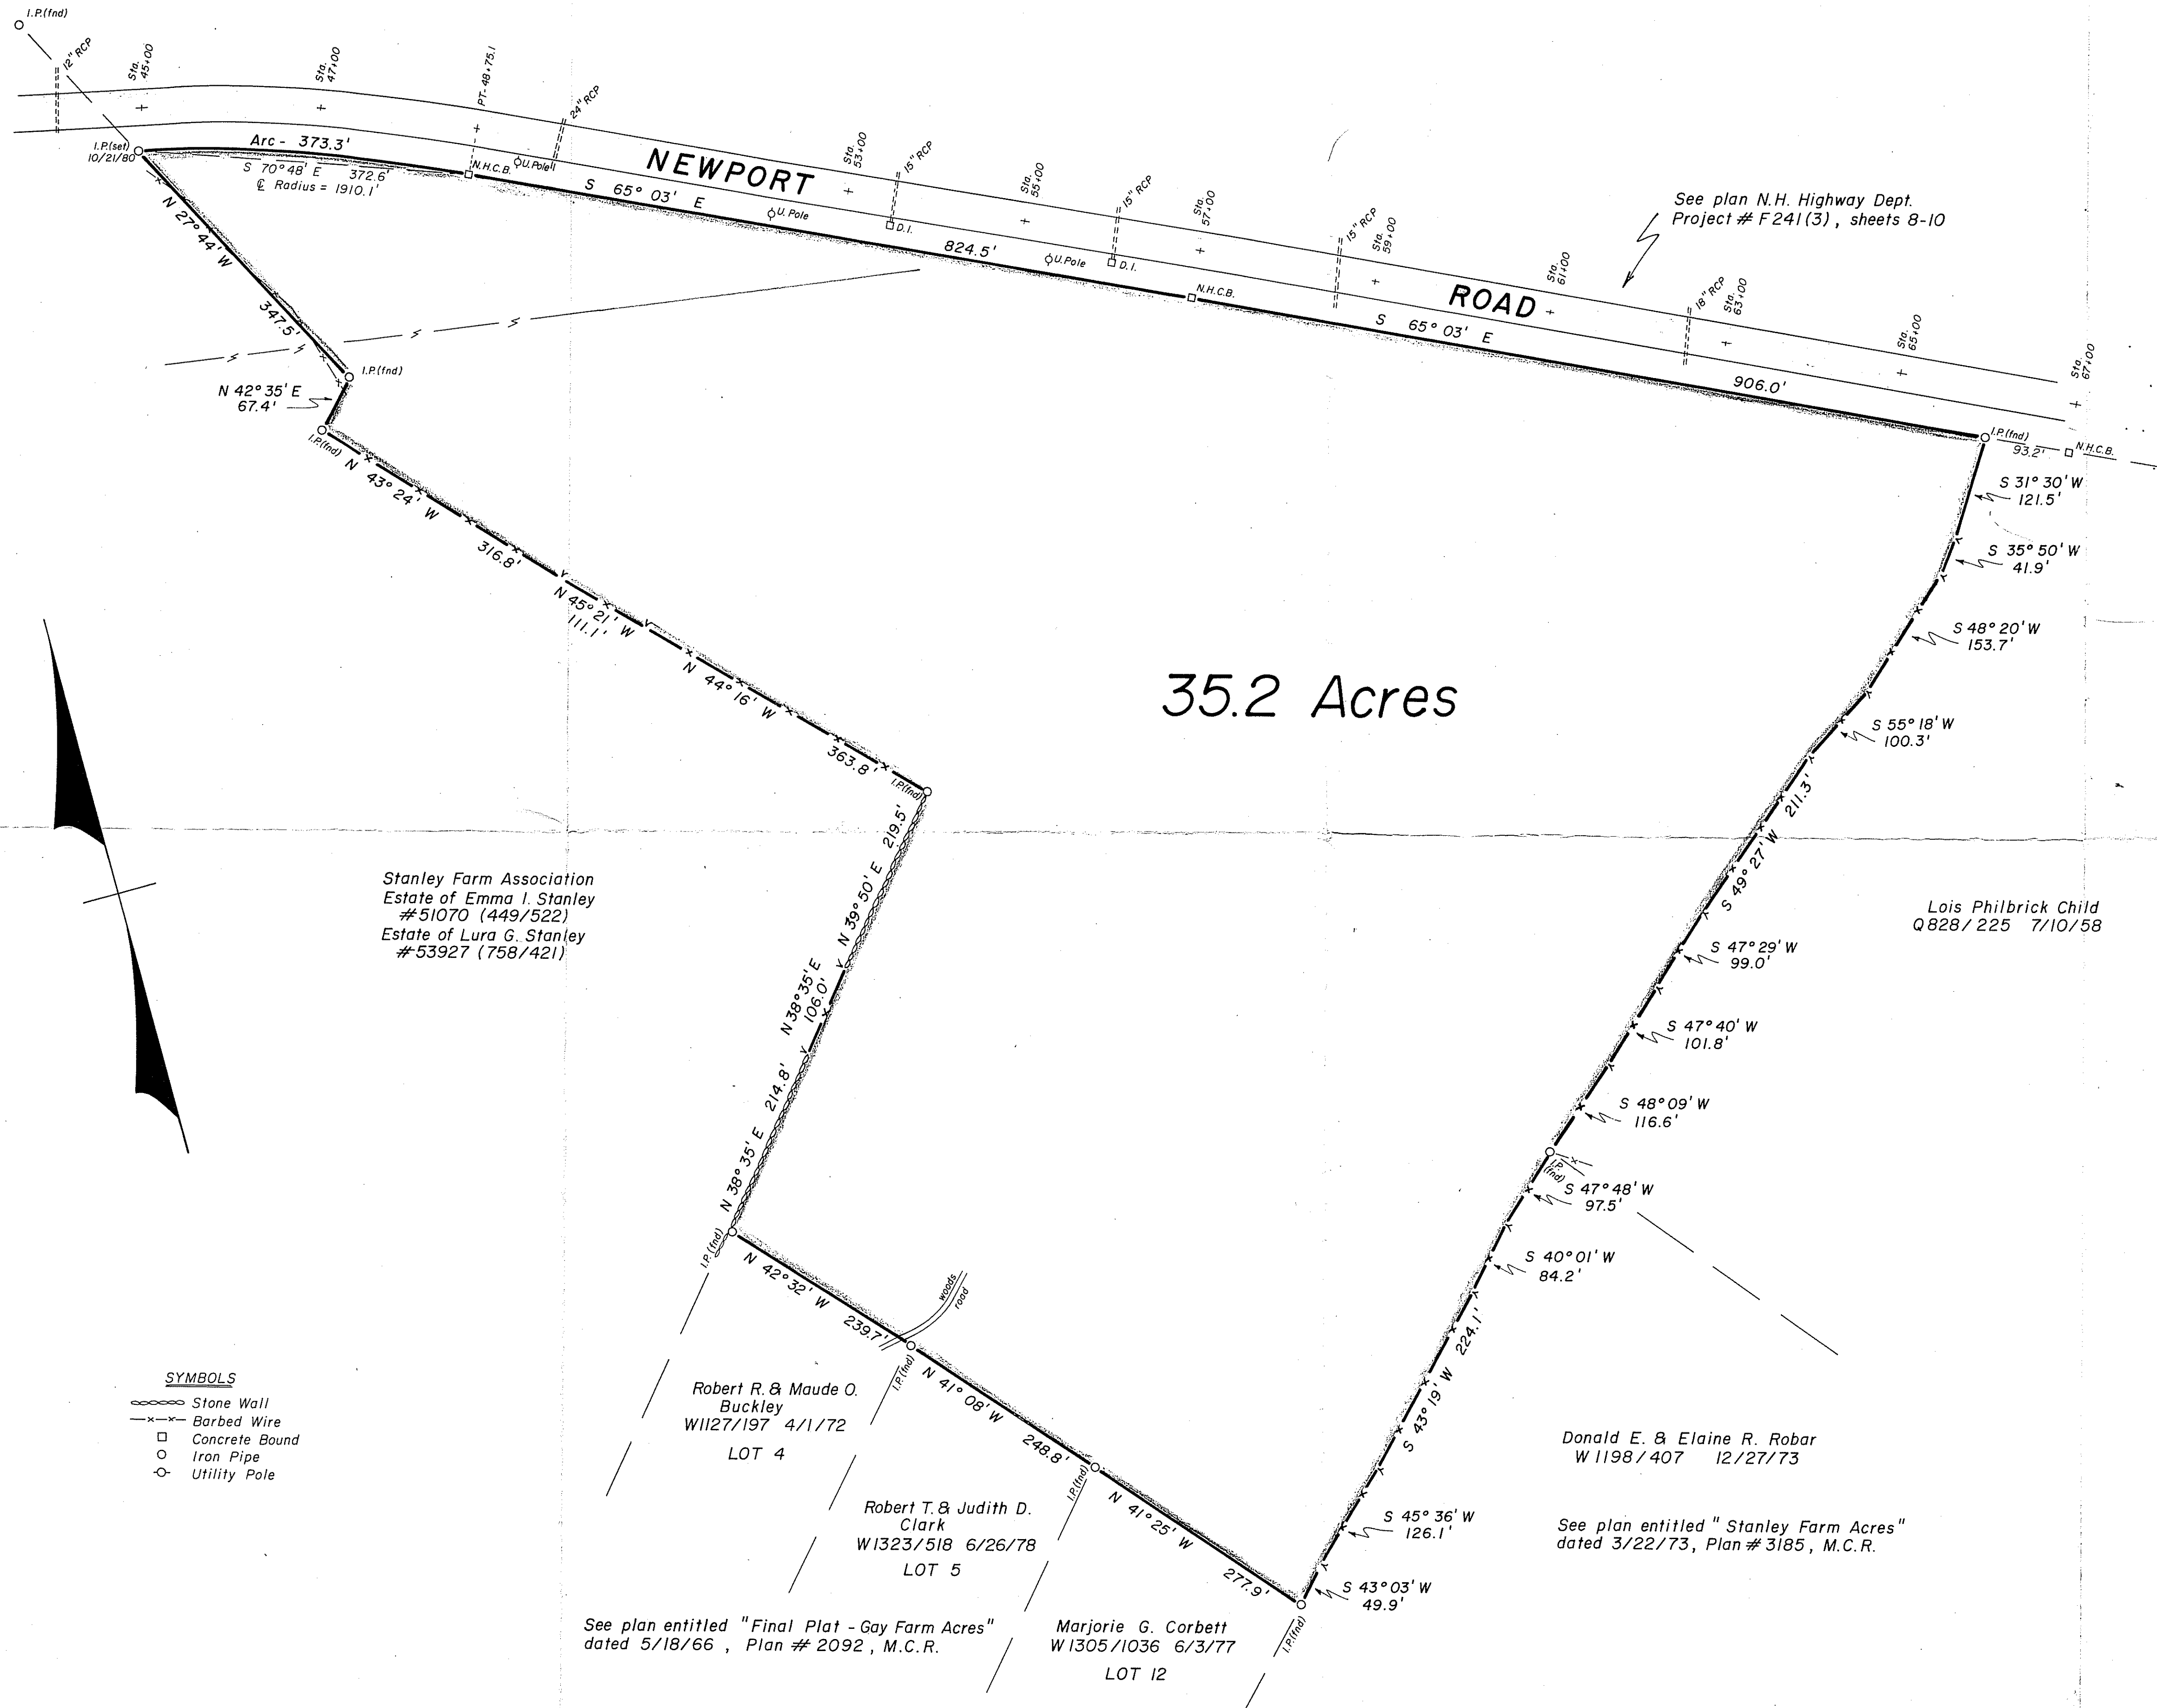 I.P.(fnd)
12" RCP
Sta.
45+00
Sta.
47+00
PT-48+75.1
24" RCP
Sta.
53+00
15" RCP
Sta.
55+00
15" RCP
Sta.
57+00
15" RCP
Sta.
59+00
Sta.
61+00
18" RCP
Sta.
63+00
Sta.
65+00
Sta.
67+00
NEWPORT ROAD
See plan N.H. Highway Dept.
Project # F 241(3), sheets 8-10
I.P.(set)
10/21/80
Arc - 373.3'
S 70°48' E 372.6'
℄ Radius = 1910.1'
N.H.C.B.
U.Pole
S 65° 03' E
824.5'
U. Pole
D.I.
U.Pole
D.I.
N.H.C.B.
S 65° 03' E
906.0'
I.P.(fnd)
93.2'
N.H.C.B.
N 27°44' W
347.5'
I.P.(fnd)
N 42°35' E
67.4'
I.P.(fnd)
N 43° 24' W
316.8'
N 45° 21' W
111.1'
N 44° 16' W
363.8'
I.P.(fnd)
35.2 Acres
S 31° 30' W
121.5'
S 35° 50' W
41.9'
S 48° 20' W
153.7'
S 55° 18' W
100.3'
S 49° 27' W 211.3'
S 47° 29' W
99.0'
S 47° 40' W
101.8'
S 48° 09' W
116.6'
I.P.
(fnd)
S 47° 48' W
97.5'
S 40° 01' W
84.2'
S 43° 19' W 224.1'
S 45° 36' W
126.1'
S 43° 03' W
49.9'
I.P.(fnd)
Stanley Farm Association
Estate of Emma I. Stanley
#51070 (449/522)
Estate of Lura G. Stanley
#53927 (758/421)
N 39° 50' E 219.5'
N 38° 35' E
106.0'
N 38° 35' E 214.8'
I.P.(fnd)
N 42° 32' W
239.7'
woods
road
I.P.(fnd)
N 41° 08' W
248.8'
I.P.(fnd)
N 41° 25' W
277.9'
Lois Philbrick Child
Q828/225 7/10/58
Donald E. & Elaine R. Robar
W 1198/407 12/27/73
See plan entitled "Stanley Farm Acres"
dated 3/22/73, Plan # 3185, M.C.R.
Robert R. & Maude O.
Buckley
W1127/197 4/1/72
LOT 4
Robert T. & Judith D.
Clark
W1323/518 6/26/78
LOT 5
See plan entitled "Final Plat - Gay Farm Acres"
dated 5/18/66 , Plan # 2092 , M.C.R.
Marjorie G. Corbett
W 1305/1036 6/3/77
LOT 12
SYMBOLS
Stone Wall
Barbed Wire
Concrete Bound
Iron Pipe
Utility Pole